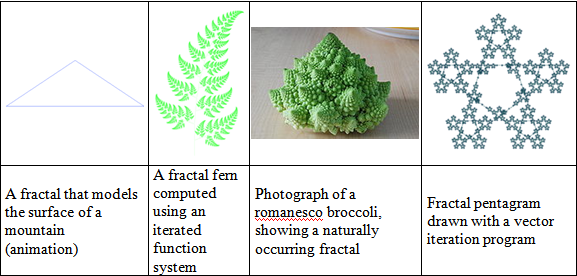 A fractal that models
the surface of a
mountain
(animation)
A fractal fern
computed
using an
iterated
function
system
Photograph of a
romanesco broccoli,
showing a naturally
occurring fractal
Fractal pentagram
drawn with a vector
iteration program